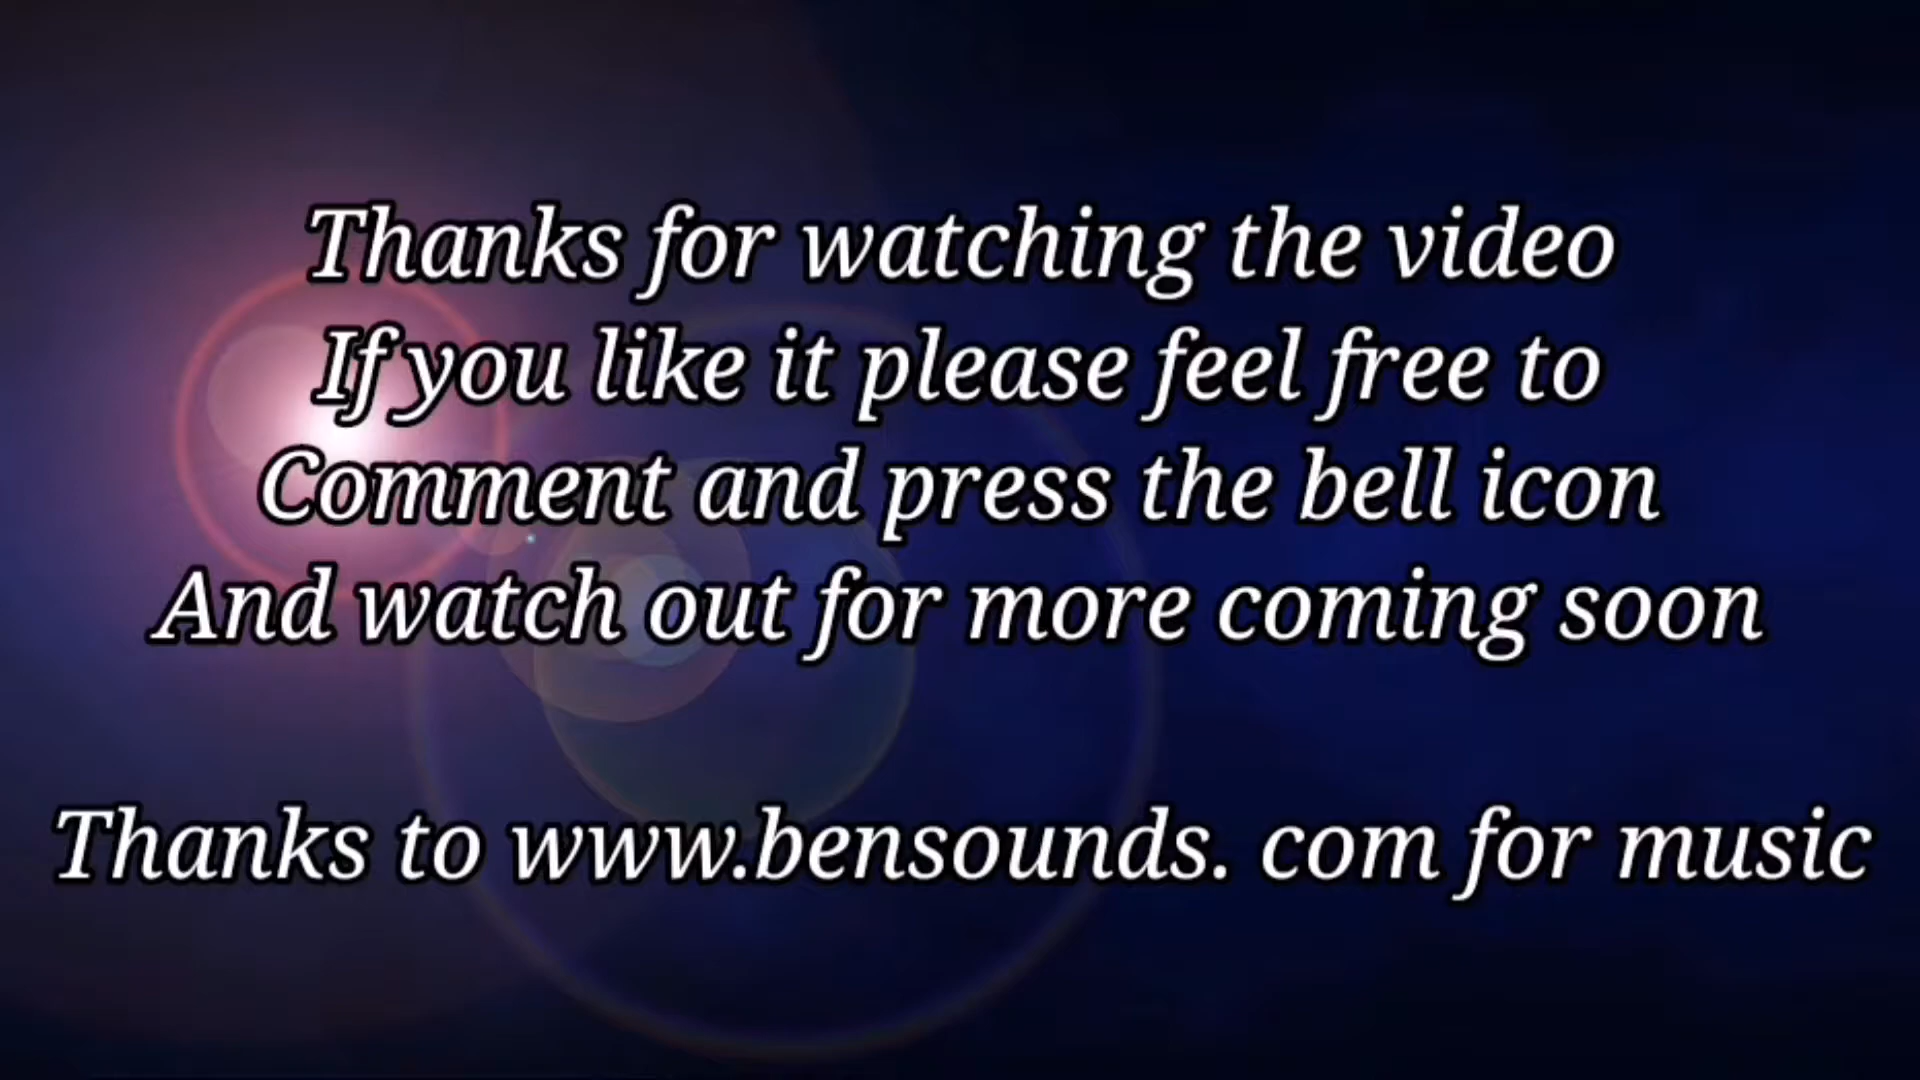 Thanks for watching the video
If you like it please feel free to
Comment and press the bell icon
And watch out for more coming soon
Thanks to www.bensounds. com for music